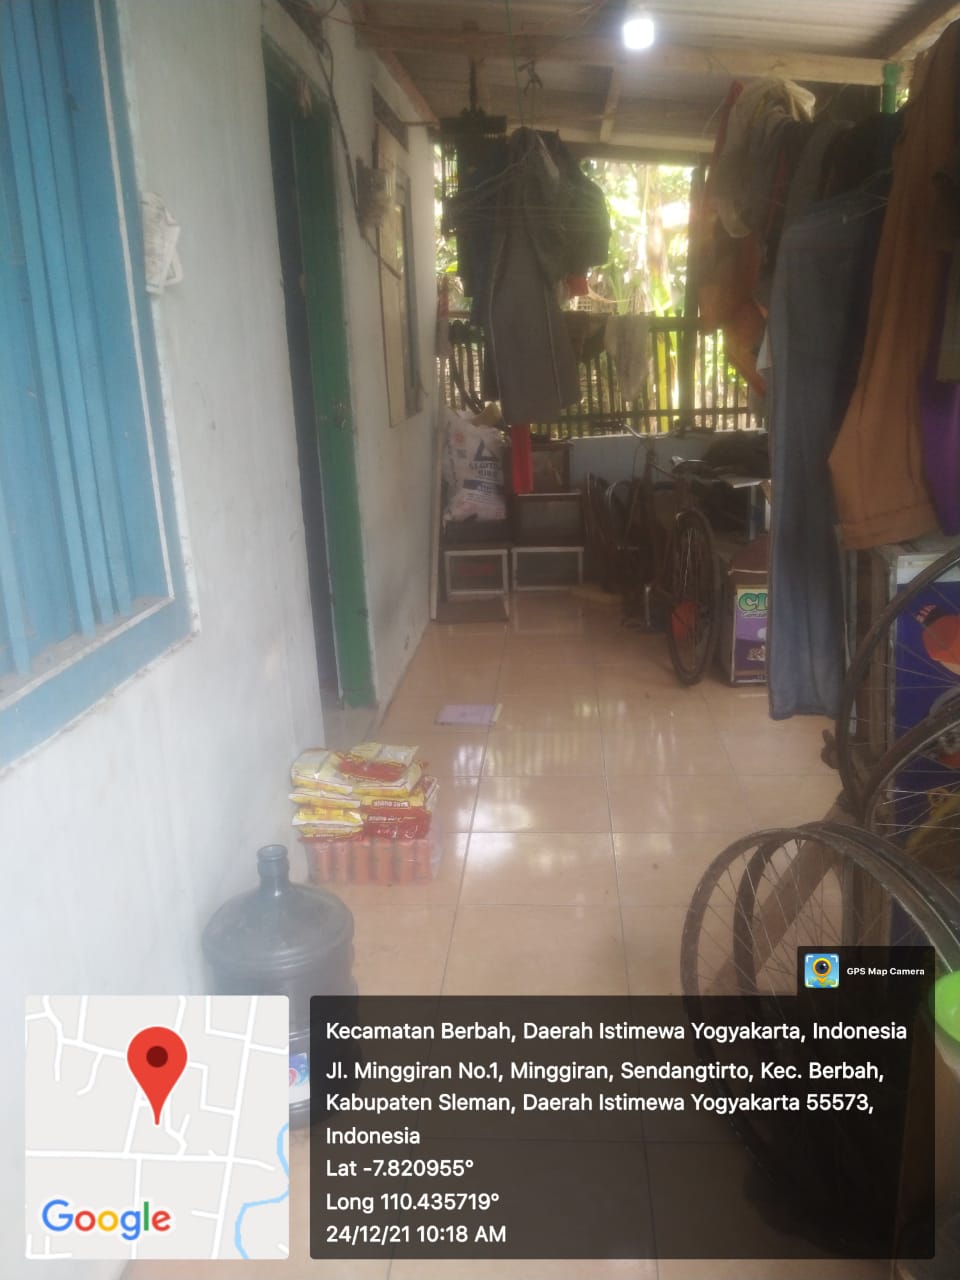 GPS Map Camera
Kecamatan Berbah, Daerah Istimewa Yogyakarta, Indonesia
Jl. Minggiran No.1, Minggiran, Sendangtirto, Kec. Berbah,
Kabupaten Sleman, Daerah Istimewa Yogyakarta 55573,
Indonesia
Lat -7.820955°
Long 110.435719°
24/12/21 10:18 AM
Google